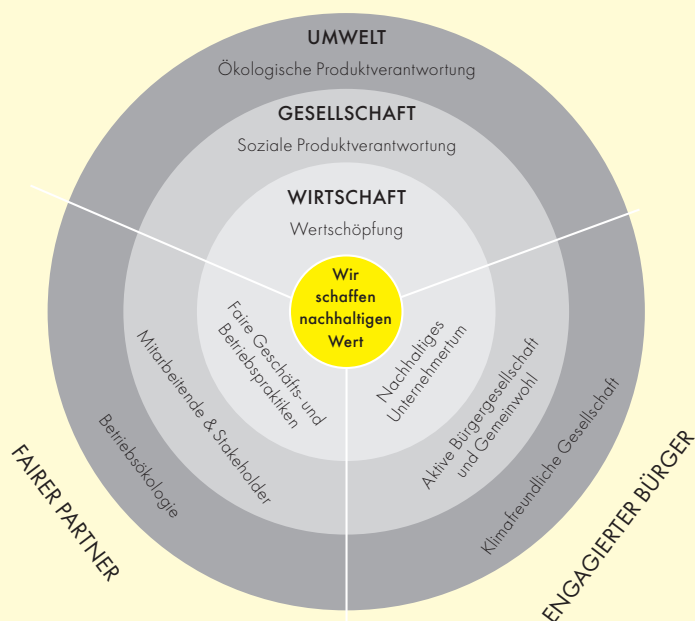 UMWELT
Ökologische Produktverantwortung
GESELLSCHAFT
Soziale Produktverantwortung
WIRTSCHAFT
Wertschöpfung
Wir
schaffen
nachhaltigen
Wert
Faire Geschäfts- und
Betriebspraktiken
Mitarbeitende & Stakeholder
Betriebsökologie
FAIRER PARTNER
Nachhaltiges
Unternehmertum
Aktive Bürgergesellschaft
und Gemeinwohl
Klimafreundliche Gesellschaft
ENGAGIERTER BÜRGER